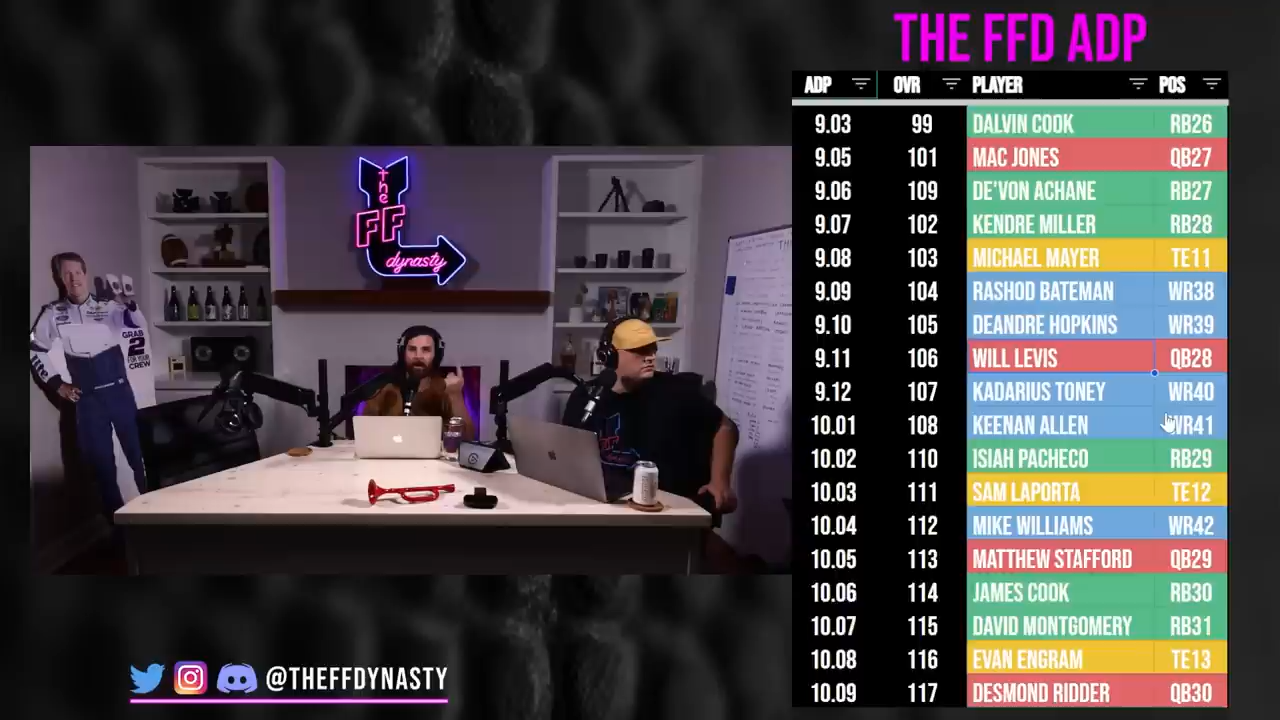 THE FFD ADP
ADP OVR PLAYER POS
9.03 99 DALVIN COOK RB26
9.05 101 MAC JONES QB27
9.06 109 DE'VON ACHANE RB27
9.07 102 KENDRE MILLER RB28
9.08 103 MICHAEL MAYER TE11
9.09 104 RASHOD BATEMAN WR38
9.10 105 DEANDRE HOPKINS WR39
9.11 106 WILL LEVIS QB28
9.12 107 KADARIUS TONEY WR40
10.01 108 KEENAN ALLEN WR41
10.02 110 ISIAH PACHECO RB29
10.03 111 SAM LAPORTA TE12
10.04 112 MIKE WILLIAMS WR42
10.05 113 MATTHEW STAFFORD QB29
10.06 114 JAMES COOK RB30
10.07 115 DAVID MONTGOMERY RB31
10.08 116 EVAN ENGRAM TE13
10.09 117 DESMOND RIDDER QB30
the
FF
dynasty
GRAB
2
FOR YOUR
CREW
@THEFFDYNASTY